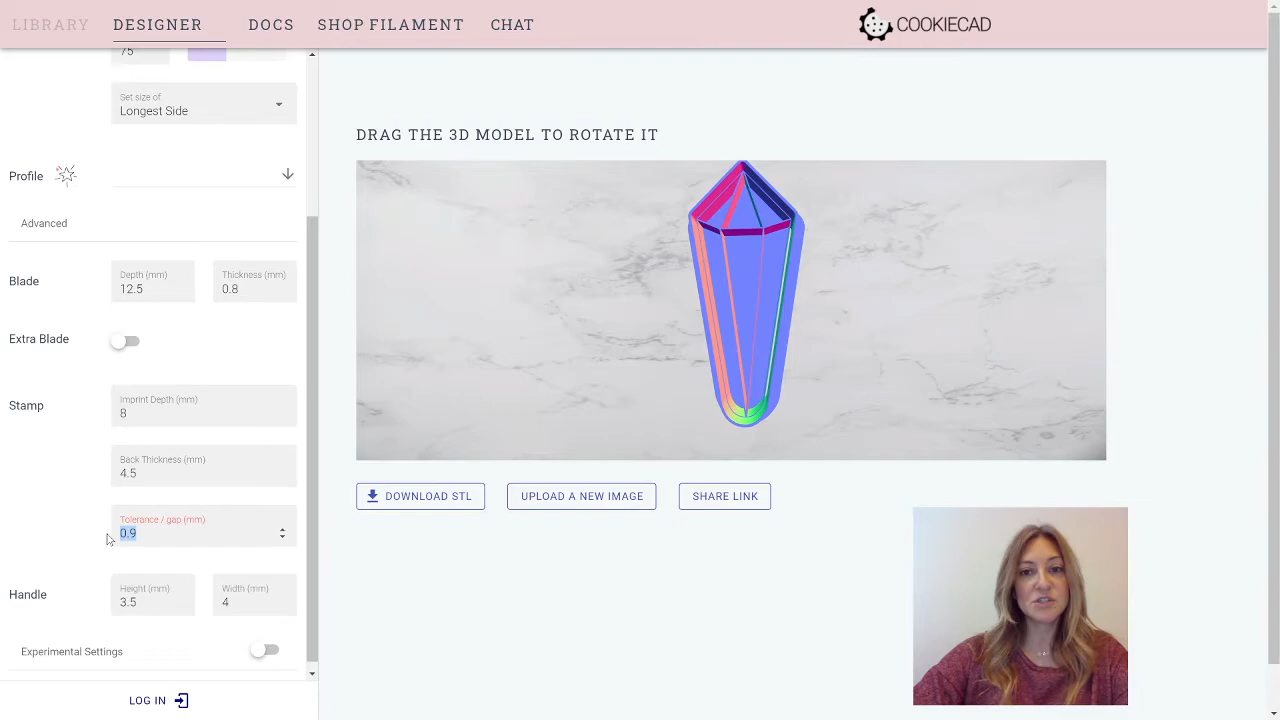 LIBRARY DESIGNER DOCS SHOP FILAMENT CHAT COOKIECAD
75
Set size of
Longest Side
Profile
Advanced
Blade
Depth (mm)
12.5
Thickness (mm)
0.8
Extra Blade
Stamp
Imprint Depth (mm)
8
Back Thickness (mm)
4.5
Tolerance / gap (mm)
0.9
Handle
Height (mm)
3.5
Width (mm)
4
Experimental Settings
LOG IN
DRAG THE 3D MODEL TO ROTATE IT
DOWNLOAD STL UPLOAD A NEW IMAGE SHARE LINK